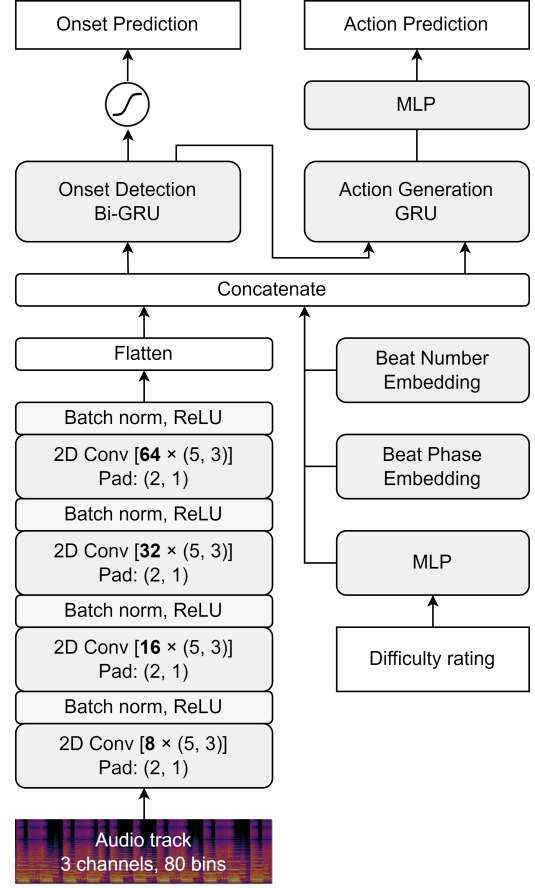 Onset Prediction
Action Prediction
MLP
Onset Detection
Bi-GRU
Action Generation
GRU
Concatenate
Flatten
Beat Number
Embedding
Batch norm, ReLU
2D Conv [64 × (5, 3)]
Pad: (2, 1)
Beat Phase
Embedding
Batch norm, ReLU
2D Conv [32 × (5, 3)]
Pad: (2, 1)
MLP
Batch norm, ReLU
2D Conv [16 × (5, 3)]
Pad: (2, 1)
Difficulty rating
Batch norm, ReLU
2D Conv [8 × (5, 3)]
Pad: (2, 1)
Audio track
3 channels, 80 bins